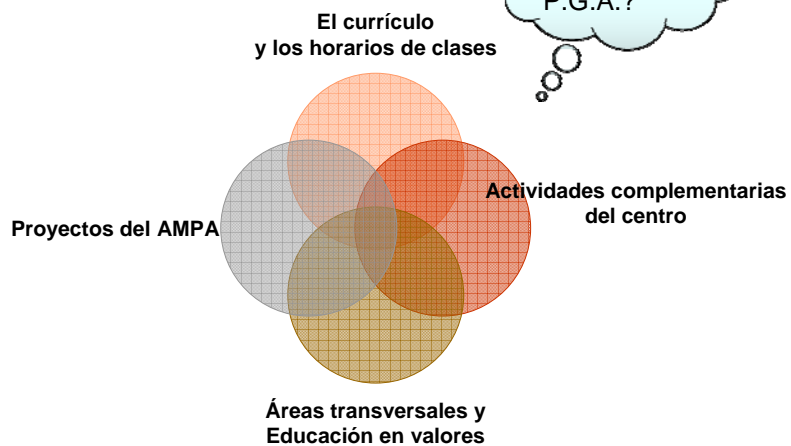 P.G.A.?
El currículo
y los horarios de clases
Actividades complementarias
del centro
Proyectos del AMPA
Áreas transversales y
Educación en valores